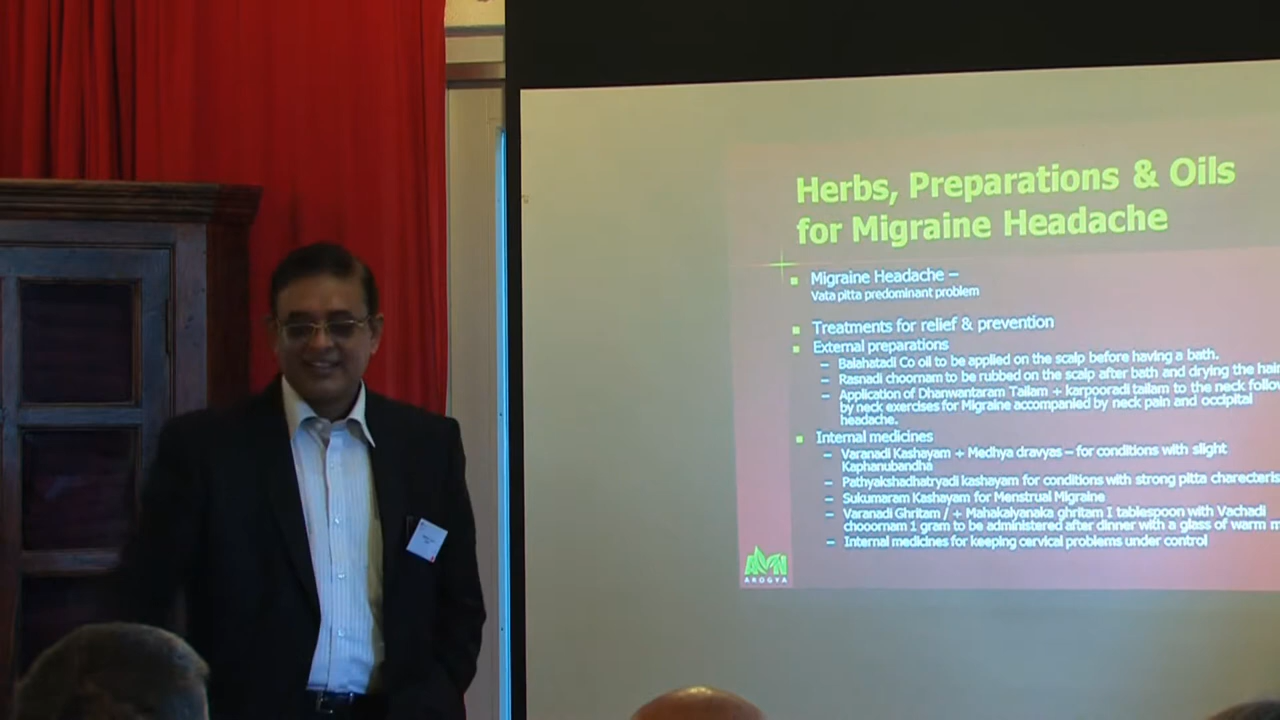 Herbs, Preparations & Oils
for Migraine Headache
Migraine Headache –
Vata pitta predominant problem
Treatments for relief & prevention
External preparations
– Balahatadi Co oil to be applied on the scalp before having a bath.
– Rasnadi choornam to be rubbed on the scalp after bath and drying the hair
– Application of Dhanwantaram Tailam + karpooradi tailam to the neck
by neck exercises for Migraine accompanied by neck pain and occipital
headache.
Internal medicines
– Varanadi Kashayam + Medhya dravyas – for conditions with slight
Kaphanubandha
– Pathyakshadhatryadi kashayam for conditions with strong pitta
– Sukumaram Kashayam for Menstrual Migraine
– Varanadi Ghritam / + Mahakalyanaka ghritam I tablespoon with Vachadi
chooornam 1 gram to be administered after dinner with a glass of warm
– Internal medicines for keeping cervical problems under control
AROGYA